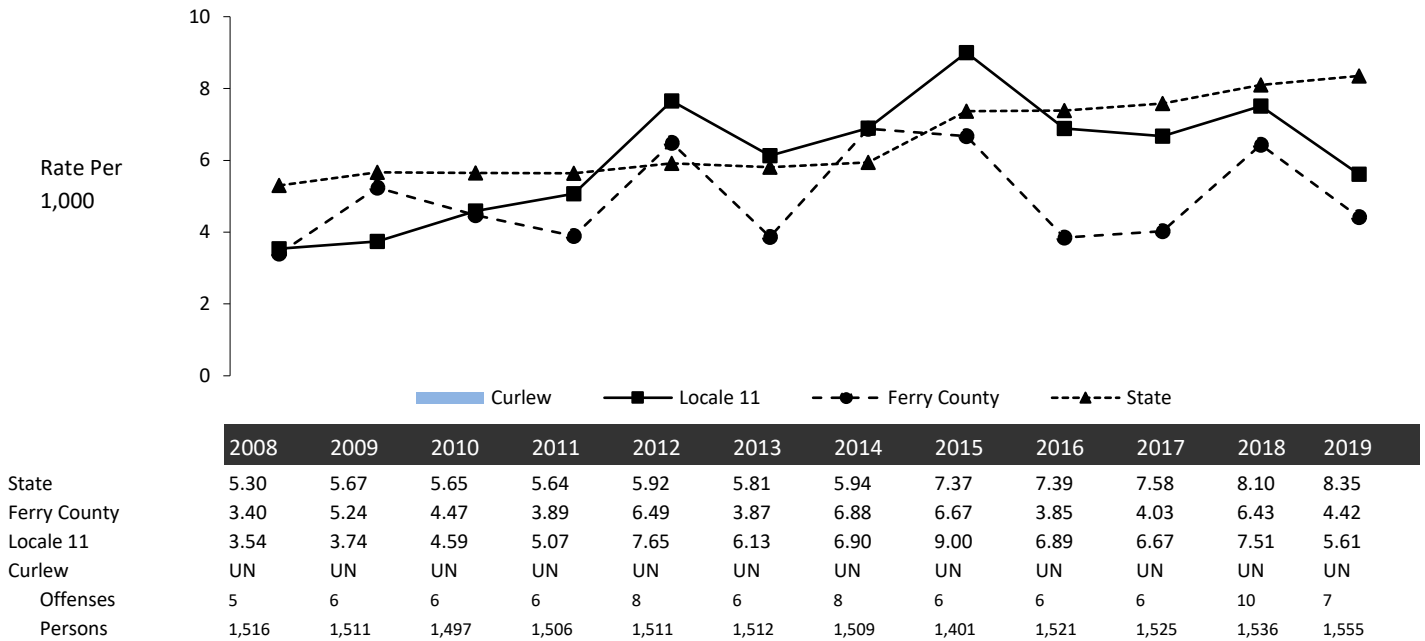 10
8
6
4
2
0
Rate Per
1,000
Curlew Locale 11 Ferry County State
2008 2009 2010 2011 2012 2013 2014 2015 2016 2017 2018 2019
State 5.30 5.67 5.65 5.64 5.92 5.81 5.94 7.37 7.39 7.58 8.10 8.35
Ferry County 3.40 5.24 4.47 3.89 6.49 3.87 6.88 6.67 3.85 4.03 6.43 4.42
Locale 11 3.54 3.74 4.59 5.07 7.65 6.13 6.90 9.00 6.89 6.67 7.51 5.61
Curlew UN UN UN UN UN UN UN UN UN UN UN UN
Offenses 5 6 6 6 8 6 8 6 6 6 10 7
Persons 1,516 1,511 1,497 1,506 1,511 1,512 1,509 1,401 1,521 1,525 1,536 1,555